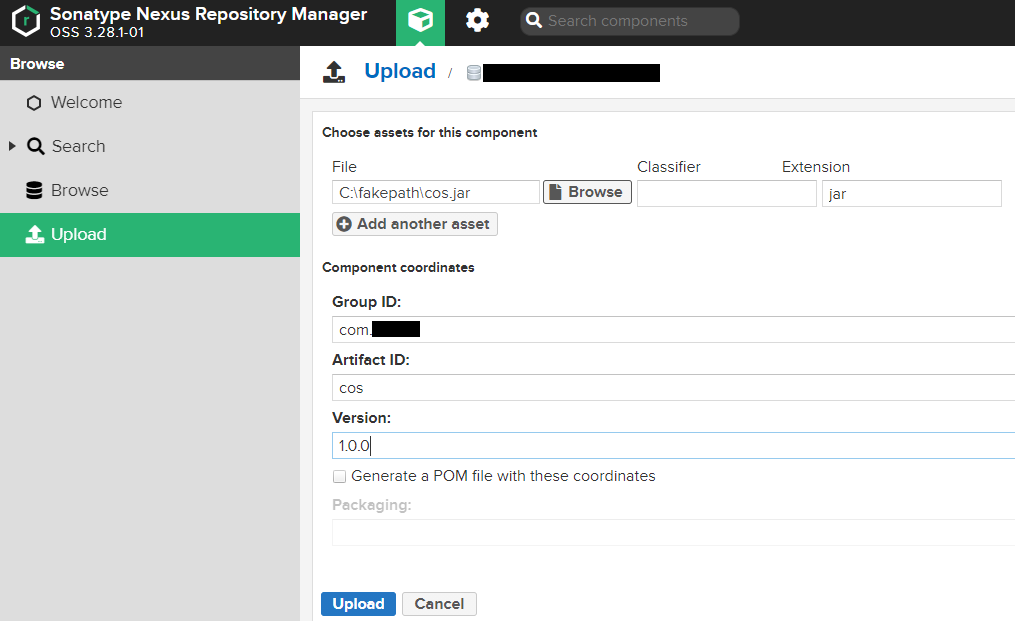 Sonatype Nexus Repository Manager
OSS 3.28.1-01
Search components
Browse
Welcome
Search
Browse
Upload
Upload /
Choose assets for this component
File Classifier Extension
C:\fakepath\cos.jar Browse jar
Add another asset
Component coordinates
Group ID:
com.
Artifact ID:
cos
Version:
1.0.0
Generate a POM file with these coordinates
Packaging:
Upload Cancel